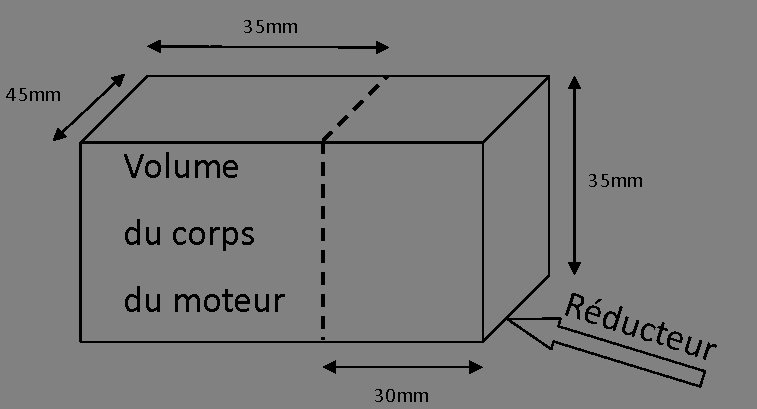 35mm
45mm
Volume
du corps
du moteur
35mm
Réducteur
30mm